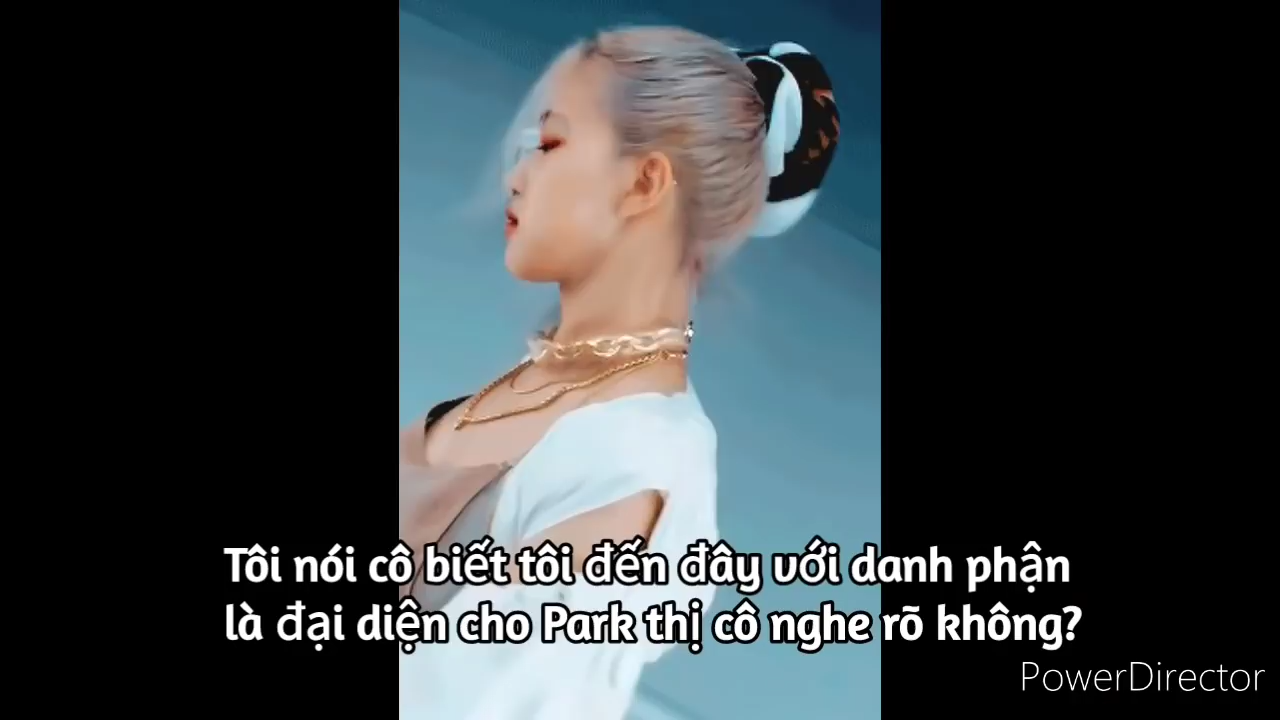 Tôi nói cô biết tôi đến đây với danh phận
là đại diện cho Park thị cô nghe rõ không?
PowerDirector